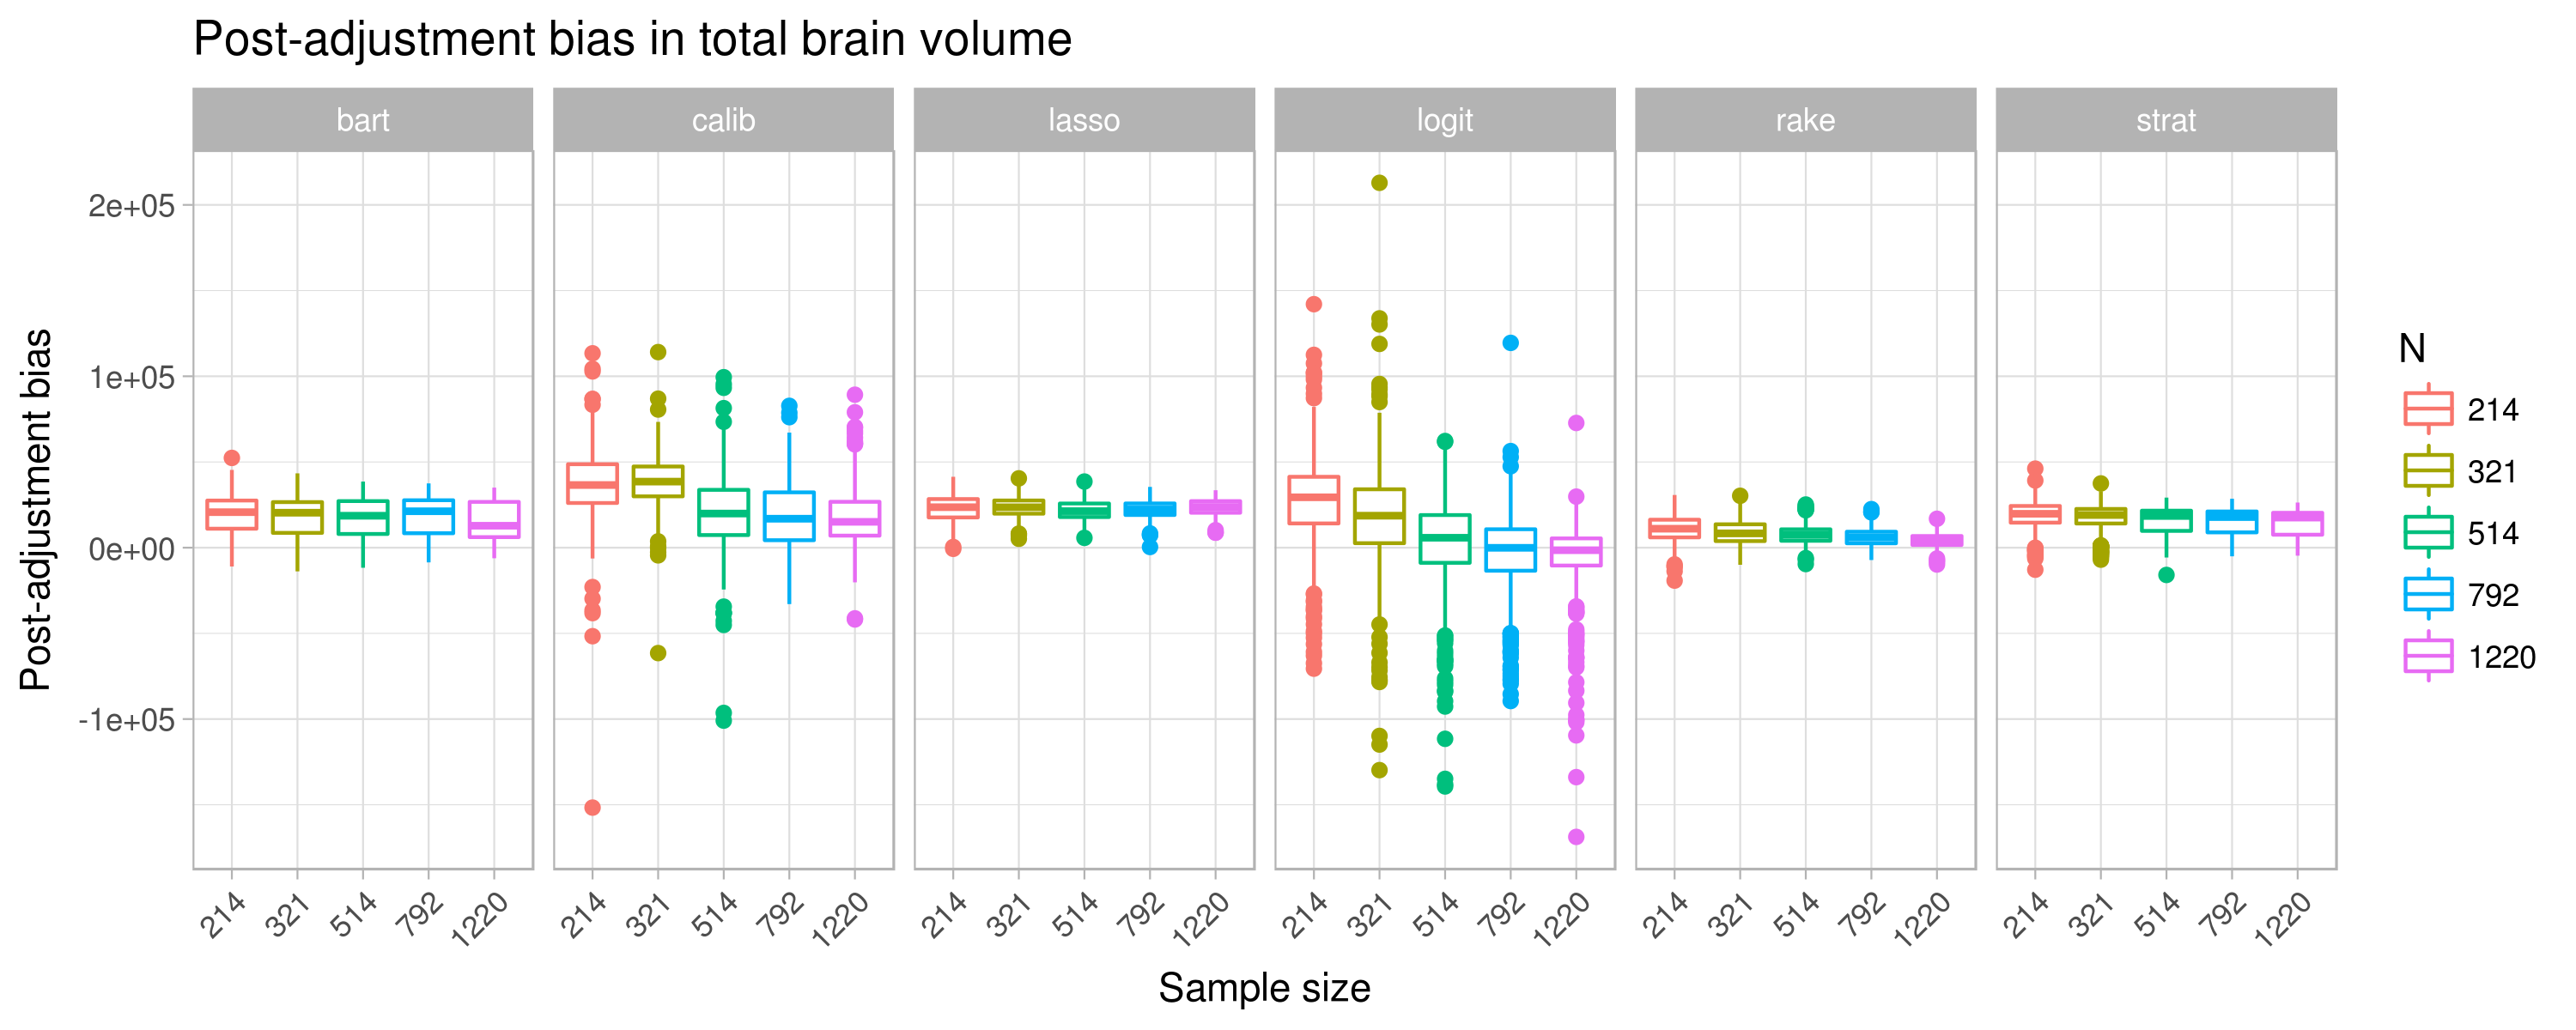 Post-adjustment bias in total brain volume
bart calib lasso logit rake strat
Post-adjustment bias
2e+05
1e+05
0e+00
-1e+05
214 321 514 792 1220 214 321 514 792 1220 214 321 514 792 1220 214 321 514 792 1220 214 321 514 792 1220 214 321 514 792 1220
Sample size
N
214
321
514
792
1220